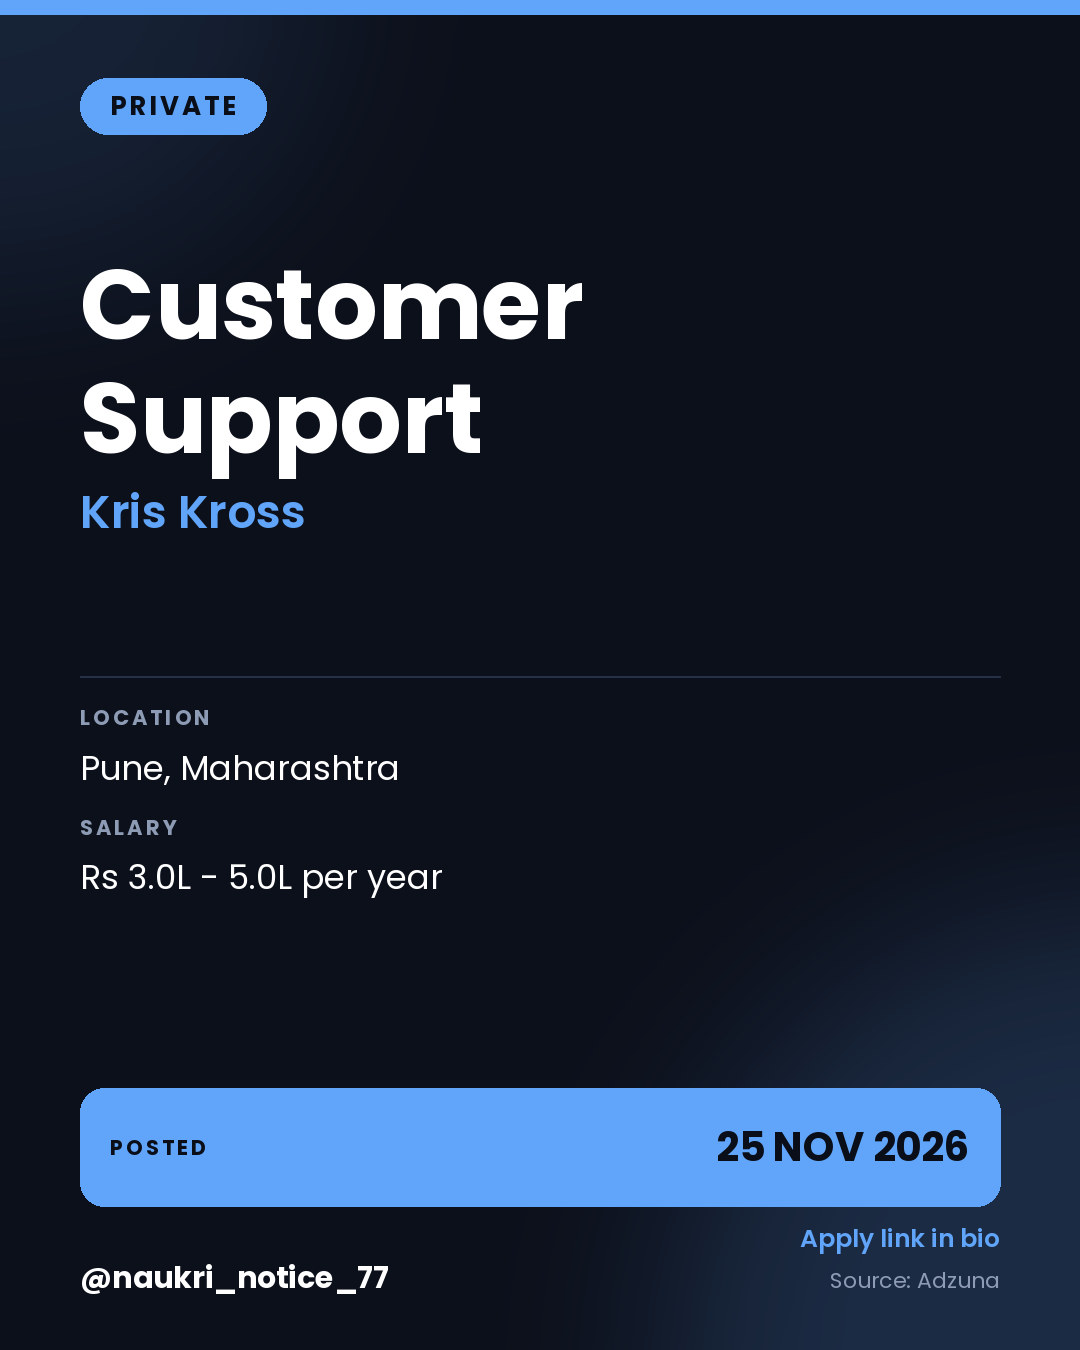 PRIVATE
Customer
Support
Kris Kross
LOCATION
Pune, Maharashtra
SALARY
Rs 3.0L - 5.0L per year
POSTED
25 NOV 2026
Apply link in bio
@naukri_notice_77
Source: Adzuna